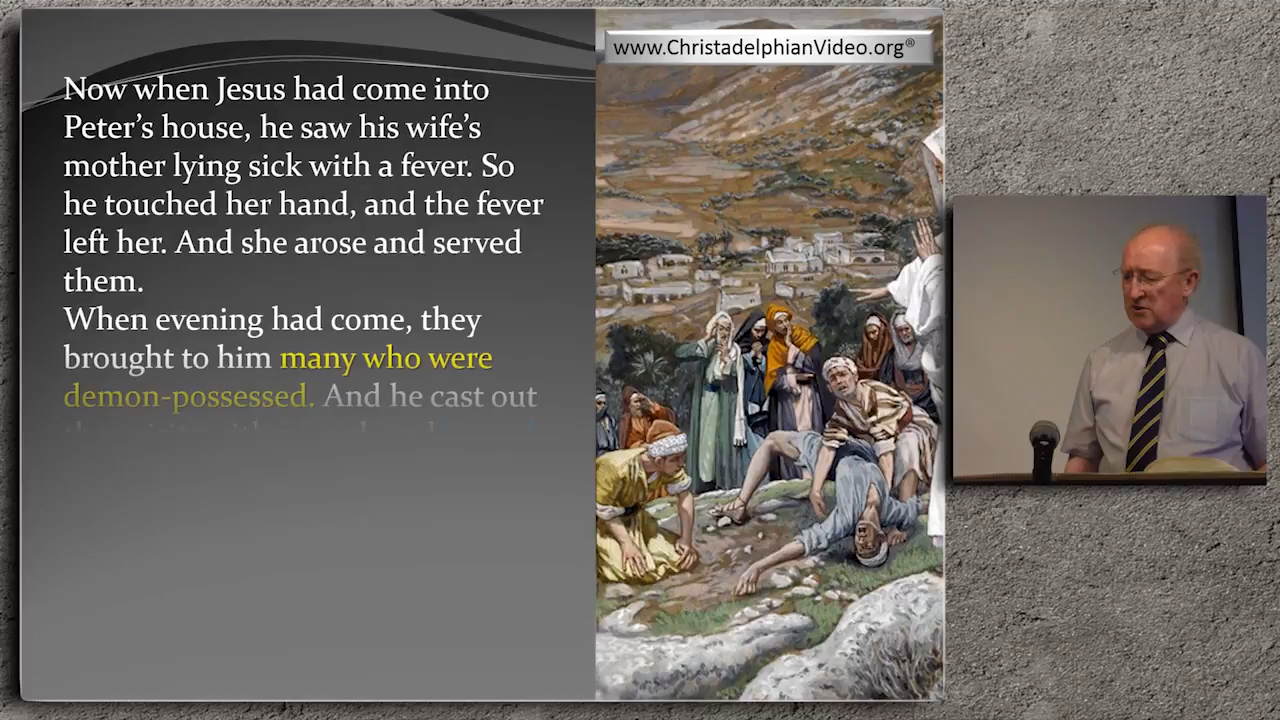 www.ChristadelphianVideo.org®
Now when Jesus had come into
Peter’s house, he saw his wife’s
mother lying sick with a fever. So
he touched her hand, and the fever
left her. And she arose and served
them.
When evening had come, they
brought to him many who were
demon-possessed. And he cast out